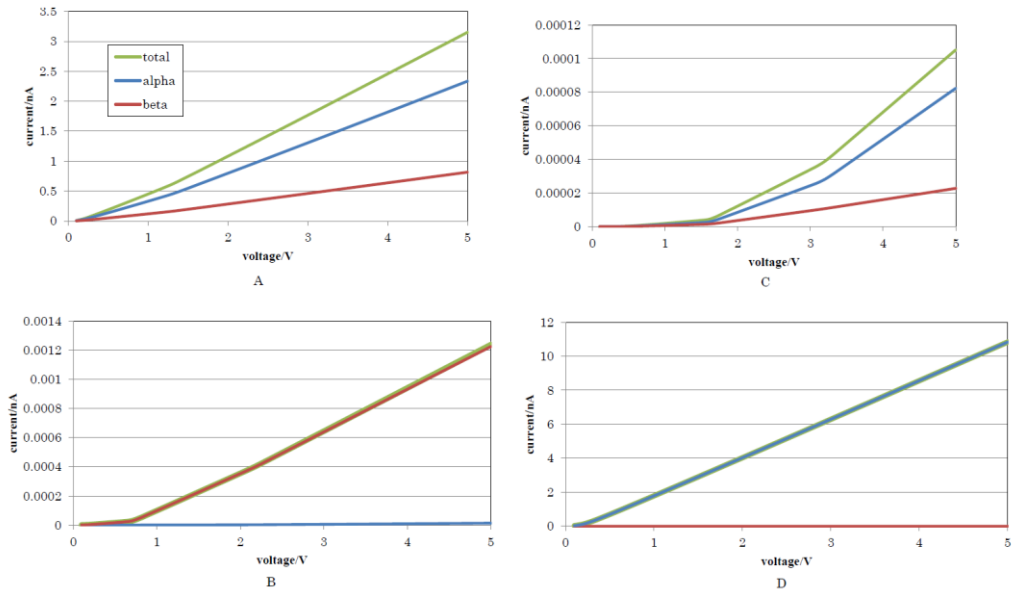 3.5
3
2.5
2
1.5
1
0.5
0
current/nA
total
alpha
beta
0 1 2 3 4 5
voltage/V
A
0.00012
0.0001
0.00008
0.00006
0.00004
0.00002
0
current/nA
0 1 2 3 4 5
voltage/V
C
0.0014
0.0012
0.001
0.0008
0.0006
0.0004
0.0002
0
current/nA
0 1 2 3 4 5
voltage/V
B
12
10
8
6
4
2
0
current/nA
0 1 2 3 4 5
voltage/V
D